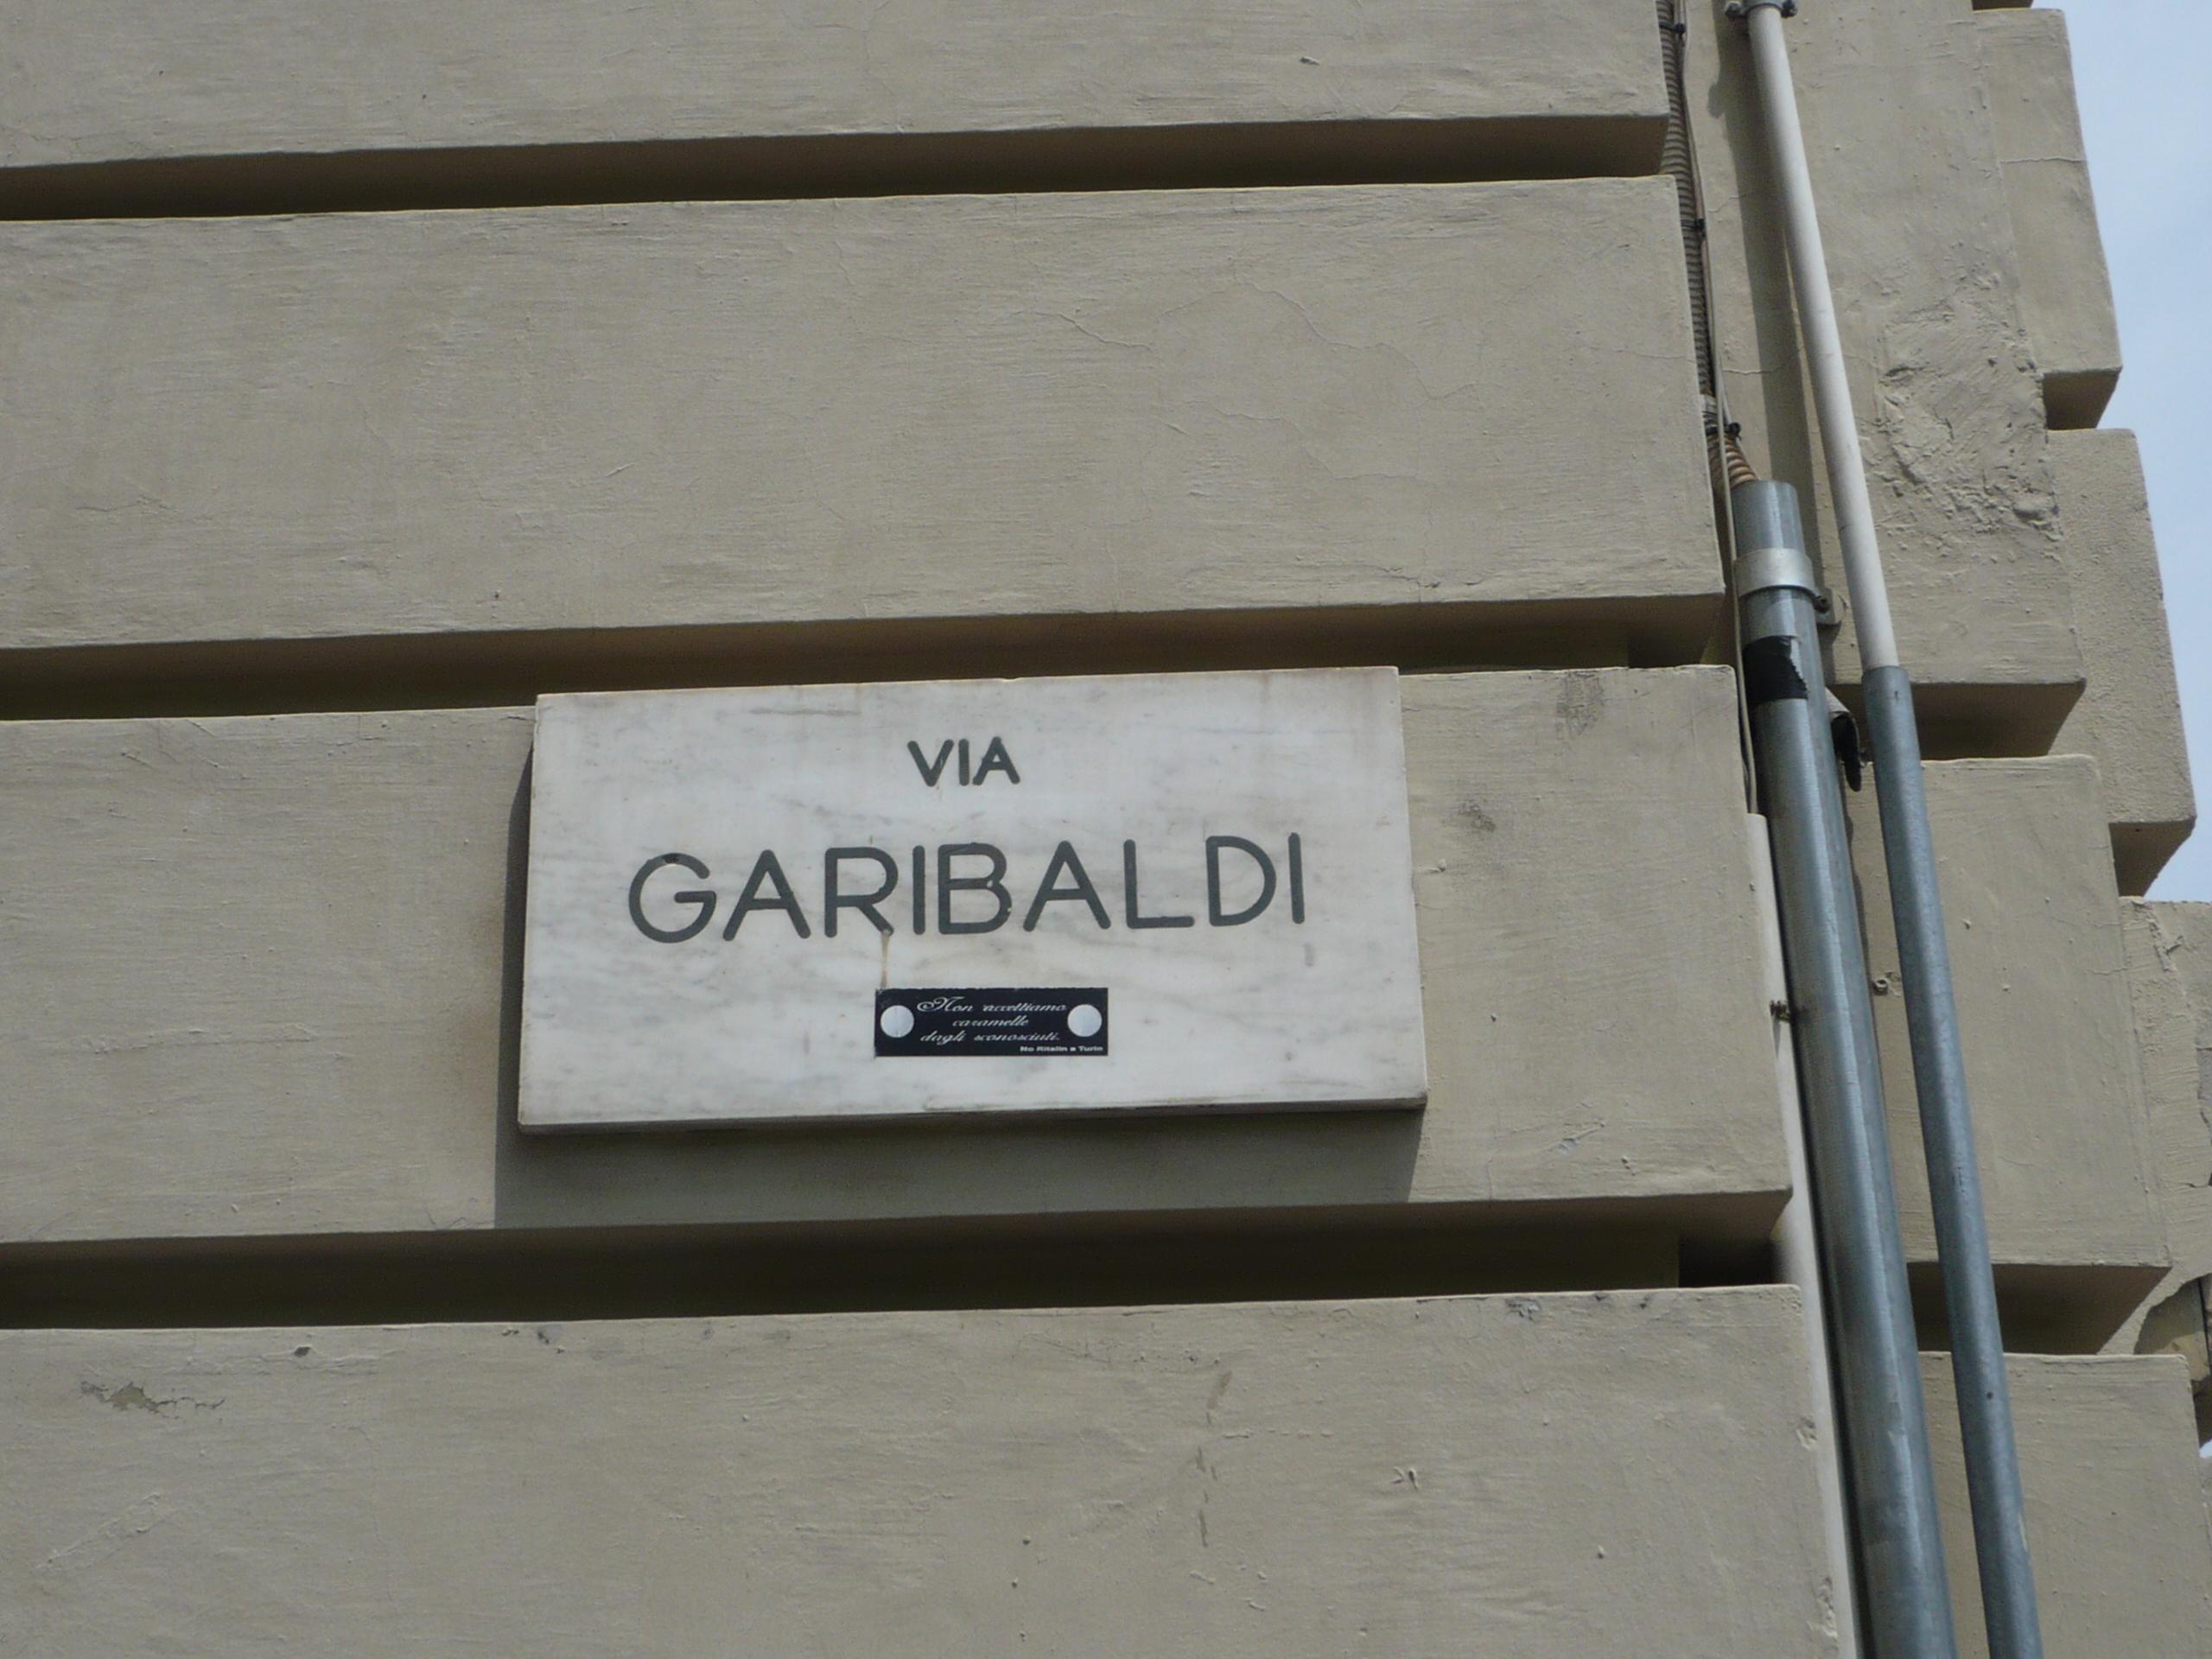 VIA
GARIBALDI
Non accettiamo
caramelle
dagli sconosciuti.
No Ritalin a Turin